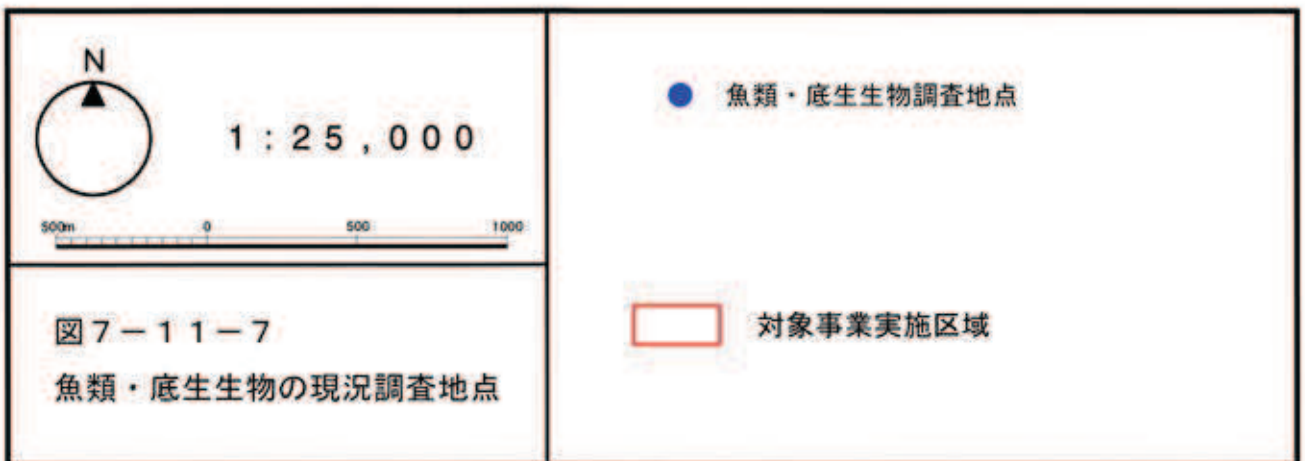 N
1:25,000
500m 0 500 1000
図7-11-7
魚類・底生生物の現況調査地点
魚類・底生生物調査地点
対象事業実施区域